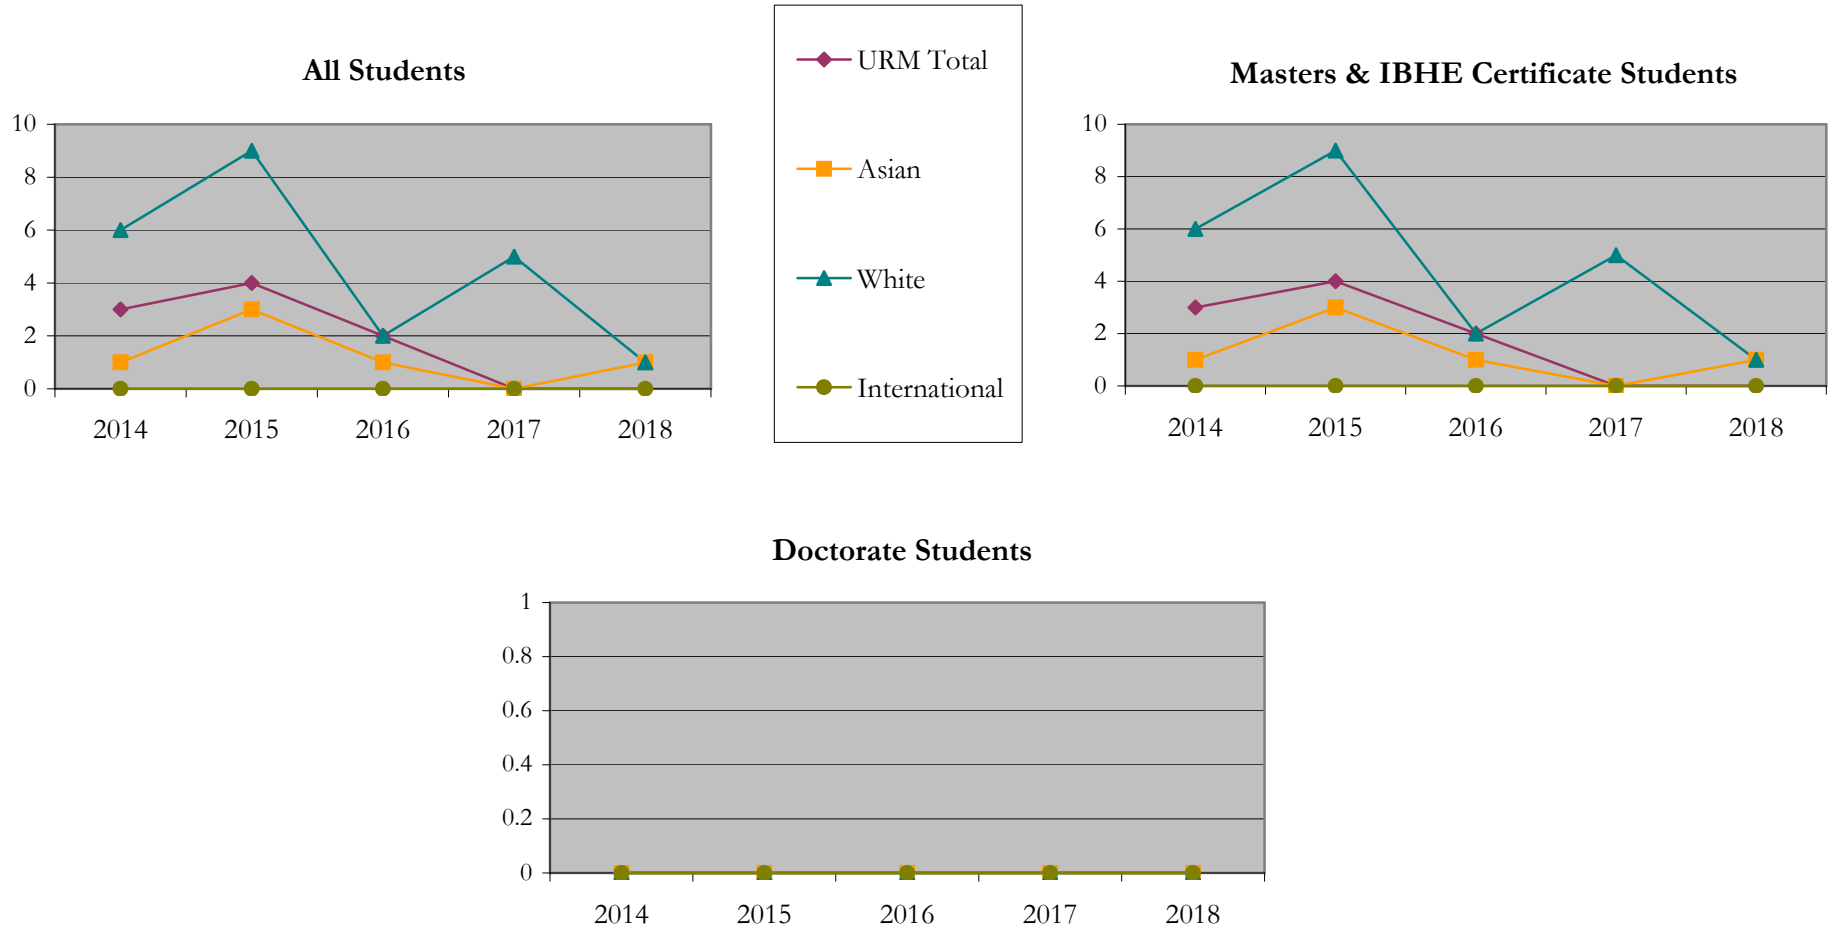 All Students
10
8
6
4
2
0
2014 2015 2016 2017 2018
URM Total
Asian
White
International
Masters & IBHE Certificate Students
10
8
6
4
2
0
2014 2015 2016 2017 2018
Doctorate Students
1
0.8
0.6
0.4
0.2
0
2014 2015 2016 2017 2018